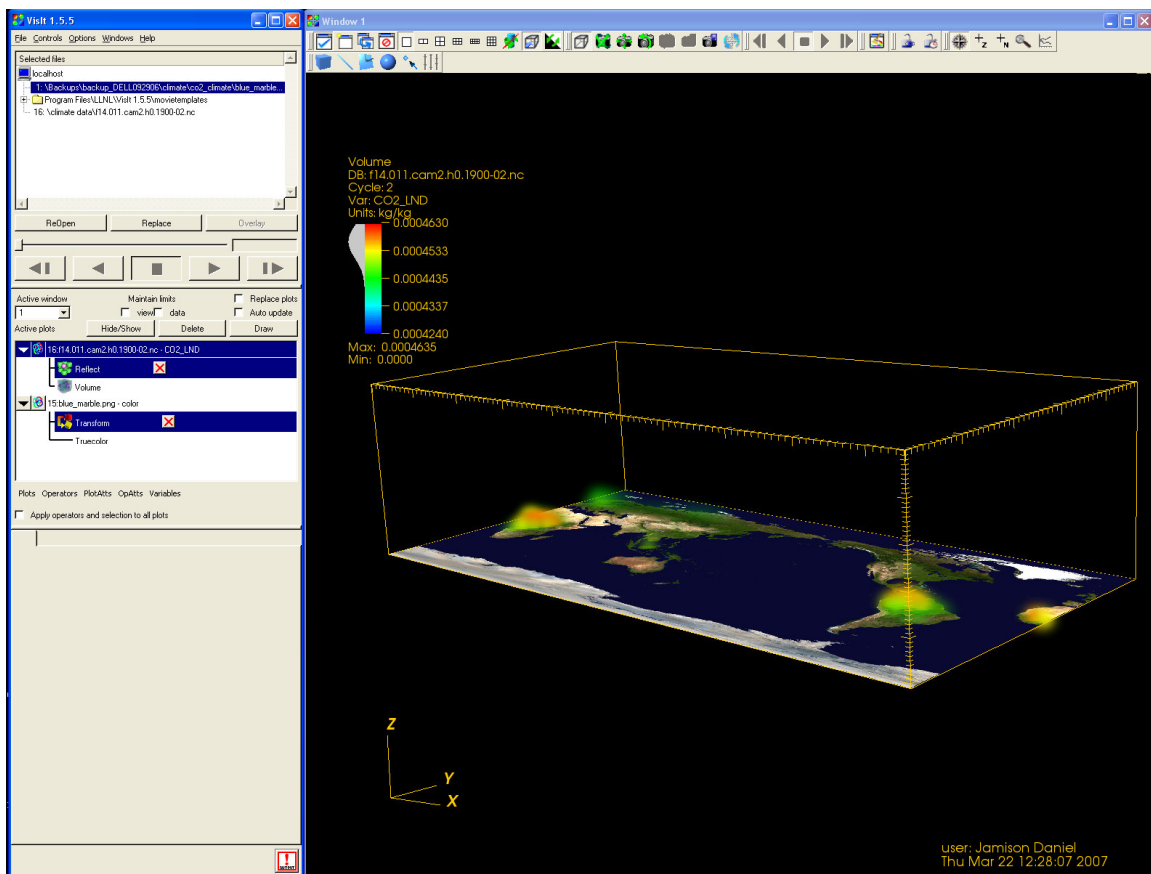 VisIt 1.5.5
File Controls Options Windows Help
Selected files
localhost
1: \Backups\backup_DELL092906\climate\co2_climate\blue_marble...
Program Files\LLNL\VisIt 1.5.5\movietemplates
16: \climate data\f14.011.cam2.h0.1900-02.nc
ReOpen Replace Overlay
Active window Maintain limits Replace plots
1 view data Auto update
Active plots Hide/Show Delete Draw
16:f14.011.cam2.h0.1900-02.nc - CO2_LND
Reflect
Volume
15:blue_marble.png - color
Transform
Truecolor
Plots Operators PlotAtts OpAtts Variables
Apply operators and selection to all plots
Window 1
+z +N
Volume
DB: f14.011.cam2.h0.1900-02.nc
Cycle: 2
Var: CO2_LND
Units: kg/kg
0.0004630
0.0004533
0.0004435
0.0004337
0.0004240
Max: 0.0004635
Min: 0.0000
Z
Y
X
user: Jamison Daniel
Thu Mar 22 12:28:07 2007